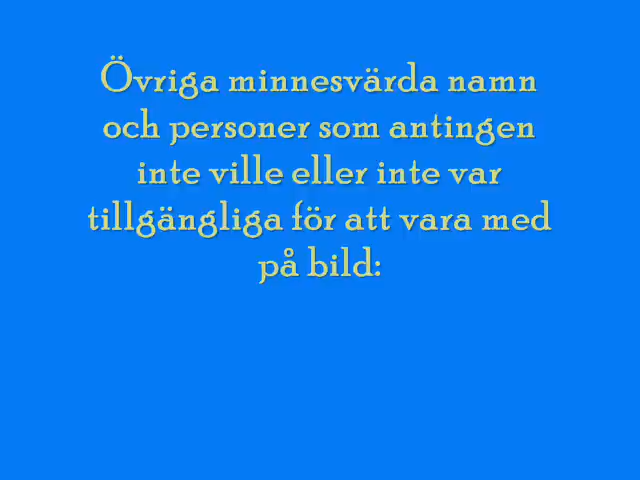 Övriga minnesvärda namn
och personer som antingen
inte ville eller inte var
tillgängliga för att vara med
på bild: